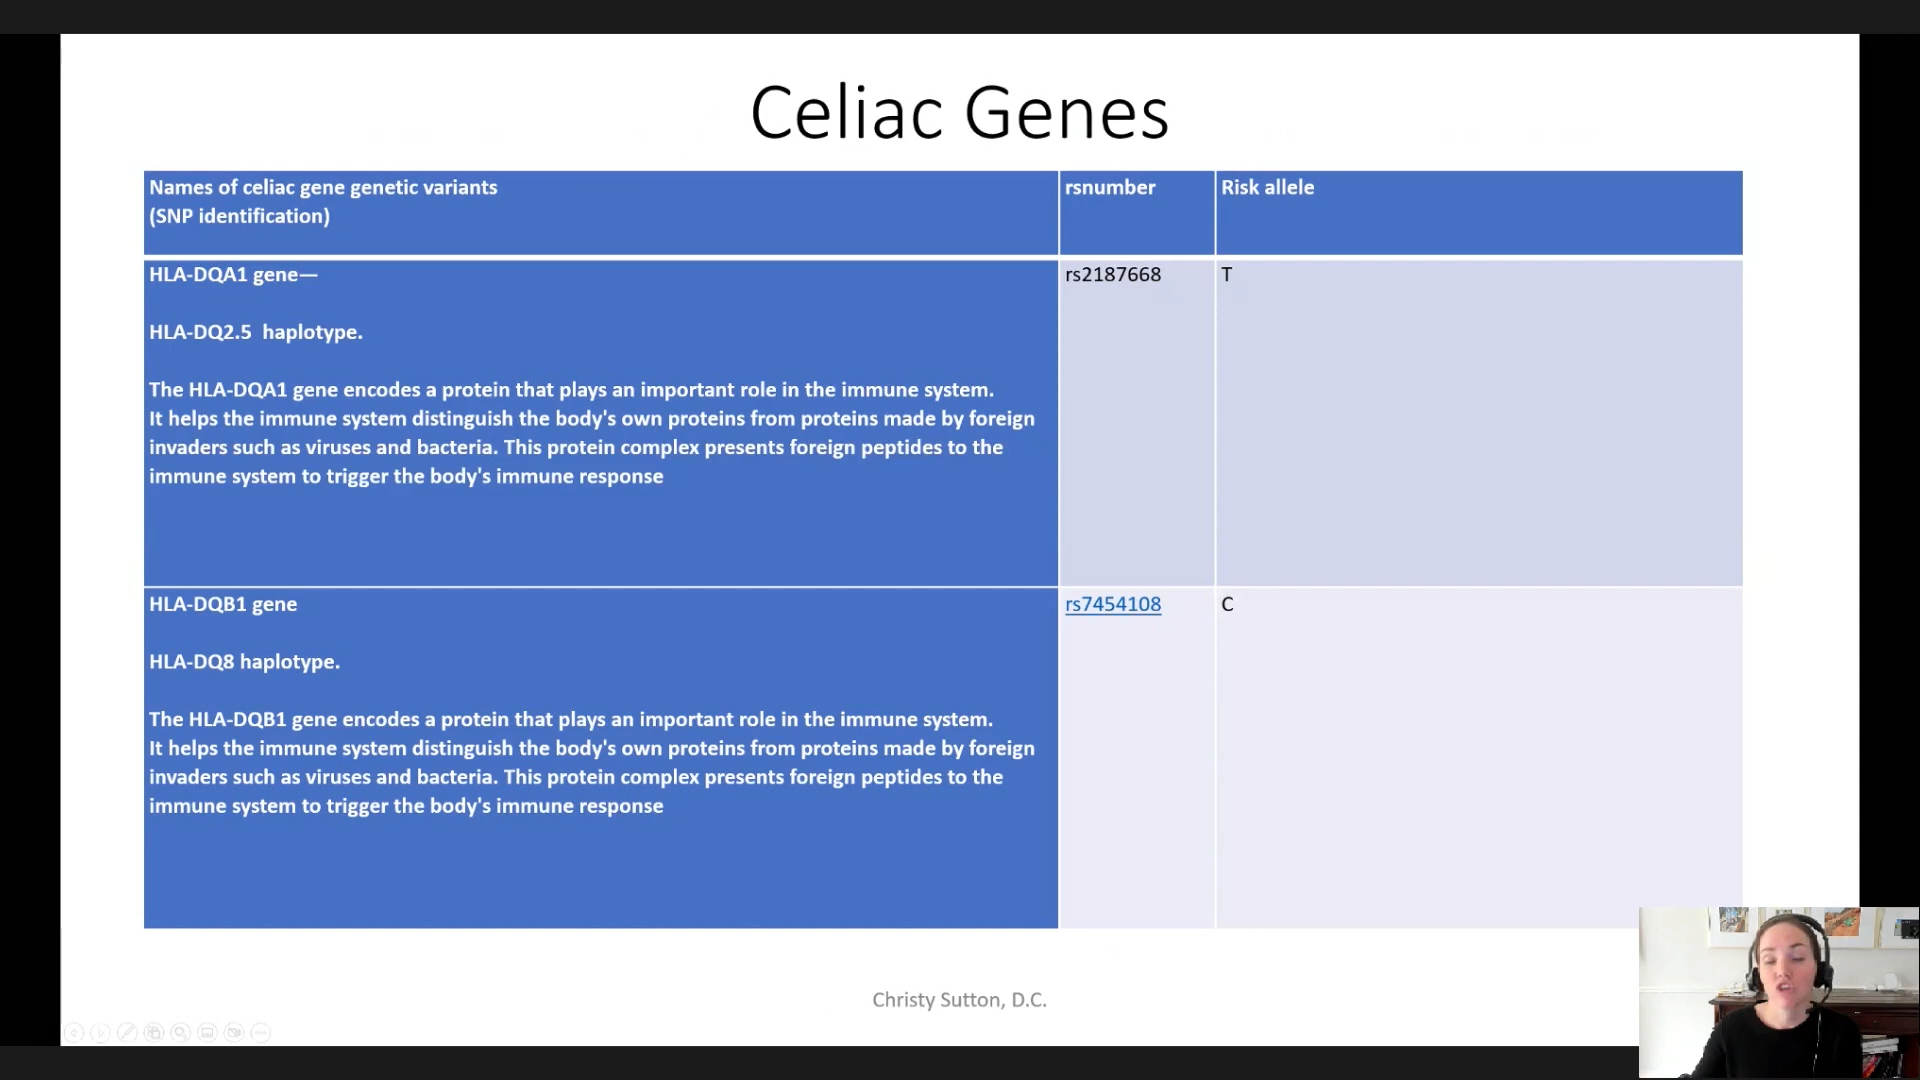 Celiac Genes
Names of celiac gene genetic variants
(SNP identification)
rsnumber
Risk allele
HLA-DQA1 gene—
rs2187668
T
HLA-DQ2.5  haplotype.
The HLA-DQA1 gene encodes a protein that plays an important role in the immune system.
It helps the immune system distinguish the body's own proteins from proteins made by foreign
invaders such as viruses and bacteria. This protein complex presents foreign peptides to the
immune system to trigger the body's immune response
HLA-DQB1 gene
rs7454108
C
HLA-DQ8 haplotype.
The HLA-DQB1 gene encodes a protein that plays an important role in the immune system.
It helps the immune system distinguish the body's own proteins from proteins made by foreign
invaders such as viruses and bacteria. This protein complex presents foreign peptides to the
immune system to trigger the body's immune response
Christy Sutton, D.C.